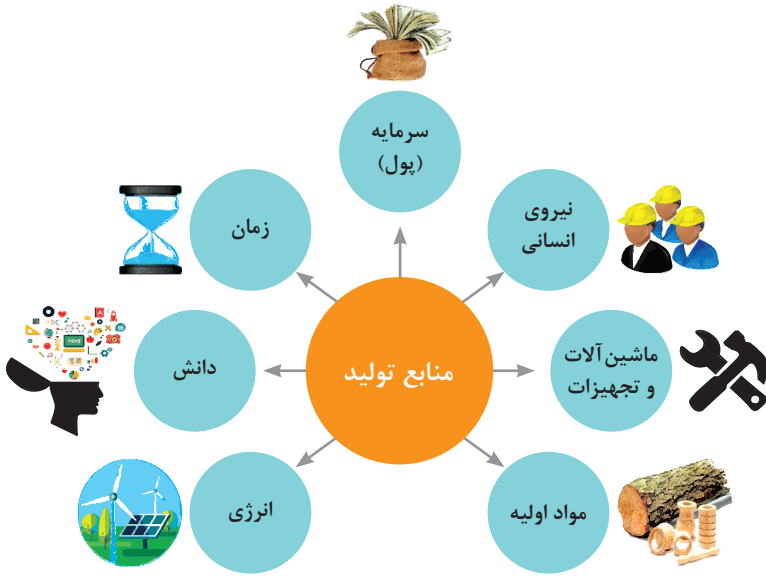 سرمایه
(پول)
نیروی
انسانی
زمان
ماشین‌آلات
و تجهیزات
منابع تولید
دانش
مواد اولیه
انرژی